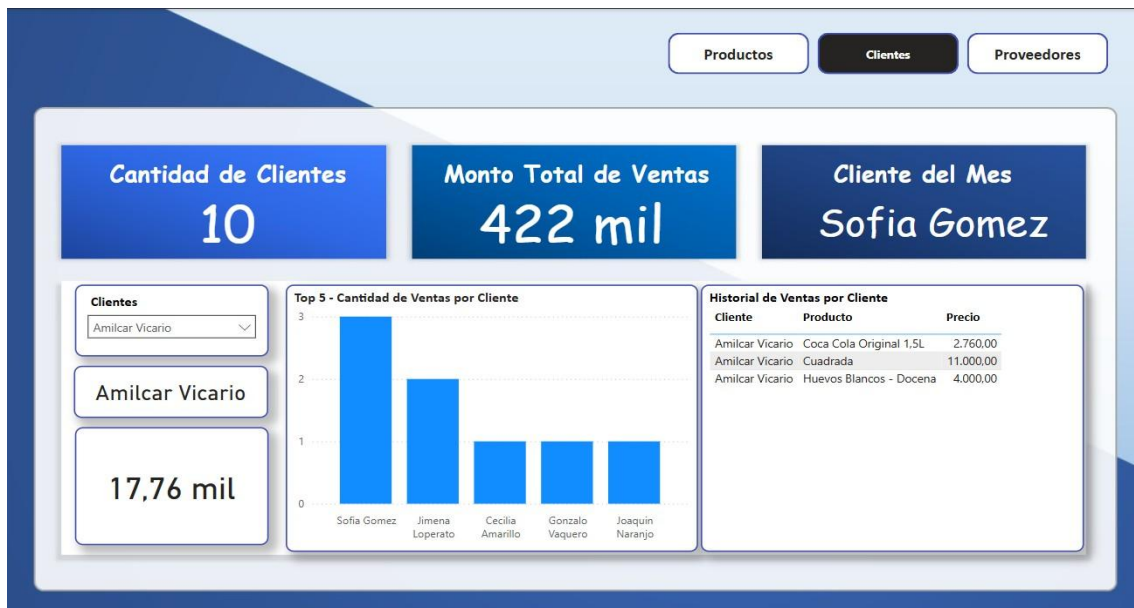 Productos
Clientes
Proveedores
Cantidad de Clientes
10
Monto Total de Ventas
422 mil
Cliente del Mes
Sofia Gomez
Clientes
Amilcar Vicario
Amilcar Vicario
17,76 mil
Top 5 - Cantidad de Ventas por Cliente
3
2
1
0
Sofia Gomez
Jimena
Loperato
Cecilia
Amarillo
Gonzalo
Vaquero
Joaquin
Naranjo
Historial de Ventas por Cliente
Cliente Producto Precio
Amilcar Vicario Coca Cola Original 1,5L 2.760,00
Amilcar Vicario Cuadrada 11.000,00
Amilcar Vicario Huevos Blancos - Docena 4.000,00